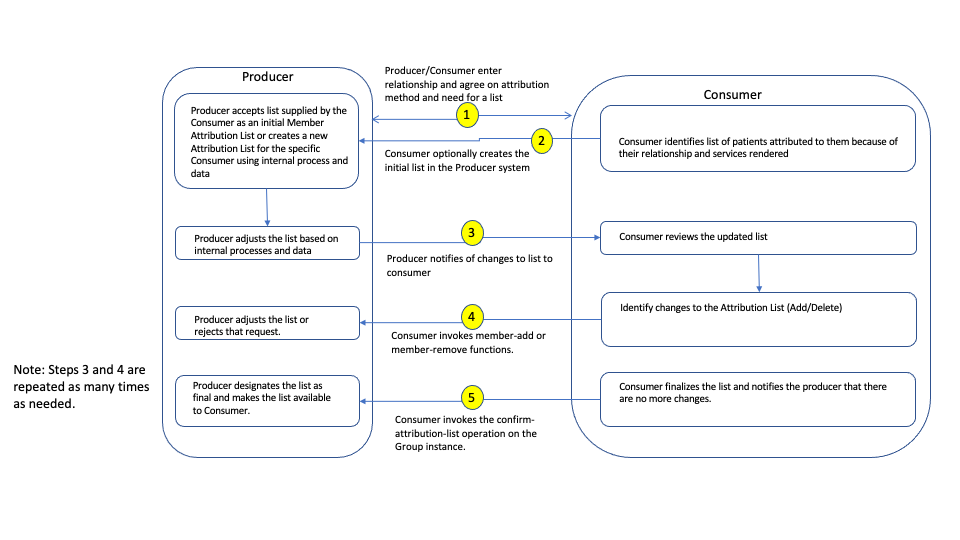 Producer
Producer accepts list supplied by the
Consumer as an initial Member
Attribution List or creates a new
Attribution List for the specific
Consumer using internal process and
data
Producer/Consumer enter
relationship and agree on attribution
method and need for a list
1
2
Consumer optionally creates the
initial list in the Producer system
Consumer
Consumer identifies list of patients attributed to them because of
their relationship and services rendered
Producer adjusts the list based on
internal processes and data
3
Producer notifies of changes to list to
consumer
Consumer reviews the updated list
Producer adjusts the list or
rejects that request.
4
Consumer invokes member-add or
member-remove functions.
Identify changes to the Attribution List (Add/Delete)
Note: Steps 3 and 4 are
repeated as many times
as needed.
Producer designates the list as
final and makes the list available
to Consumer.
5
Consumer invokes the confirm-
attribution-list operation on the
Group instance.
Consumer finalizes the list and notifies the producer that there
are no more changes.